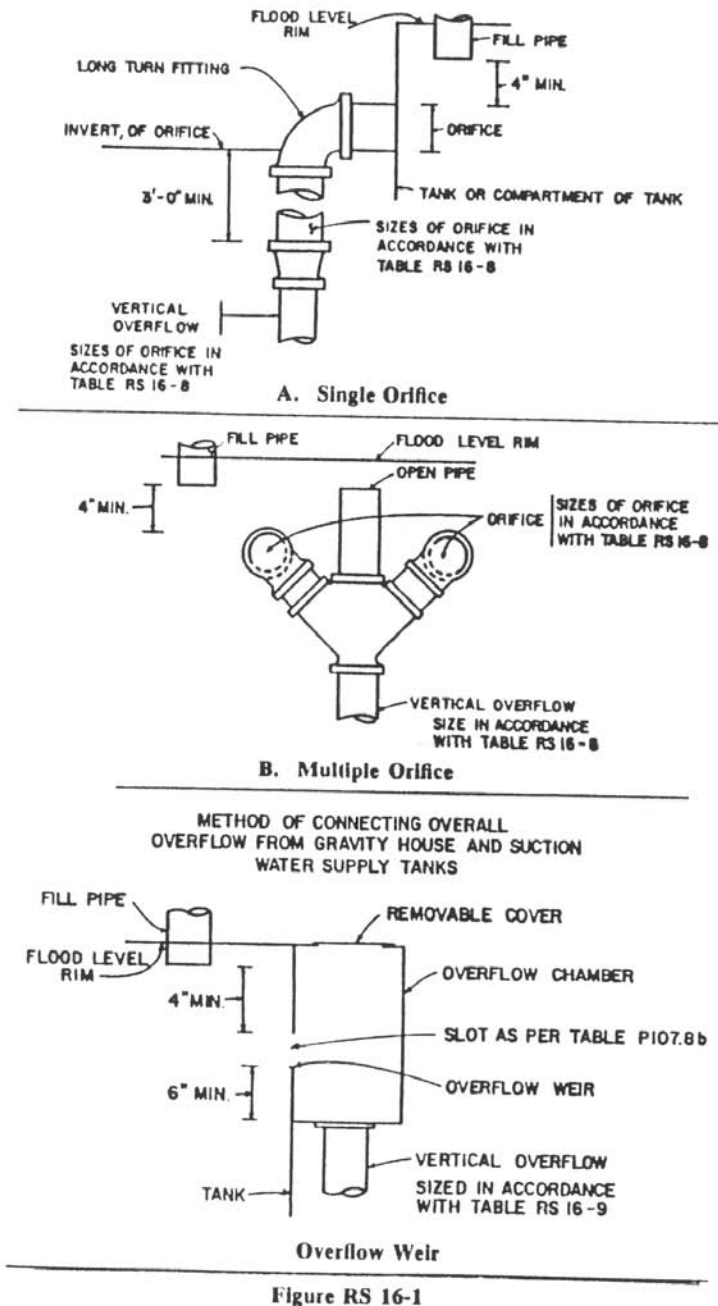 FLOOD LEVEL
RIM
FILL PIPE
LONG TURN FITTING
4" MIN.
INVERT, OF ORIFICE
ORIFICE
3'-0" MIN.
TANK OR COMPARTMENT OF TANK
SIZES OF ORIFICE IN
ACCORDANCE WITH
TABLE RS 16-8
VERTICAL
OVERFLOW
SIZES OF ORIFICE IN
ACCORDANCE WITH
TABLE RS 16-8
A. Single Orifice
FILL PIPE
FLOOD LEVEL RIM
OPEN PIPE
4" MIN.
ORIFICE
SIZES OF ORIFICE
IN ACCORDANCE
WITH TABLE RS 16-8
VERTICAL OVERFLOW
SIZE IN ACCORDANCE
WITH TABLE RS 16-8
B. Multiple Orifice
METHOD OF CONNECTING OVERALL
OVERFLOW FROM GRAVITY HOUSE AND SUCTION
WATER SUPPLY TANKS
FILL PIPE
REMOVABLE COVER
FLOOD LEVEL
RIM
OVERFLOW CHAMBER
4" MIN.
SLOT AS PER TABLE P107.8b
6" MIN.
OVERFLOW WEIR
VERTICAL OVERFLOW
SIZED IN ACCORDANCE
WITH TABLE RS 16-9
TANK
Overflow Weir
Figure RS 16-1